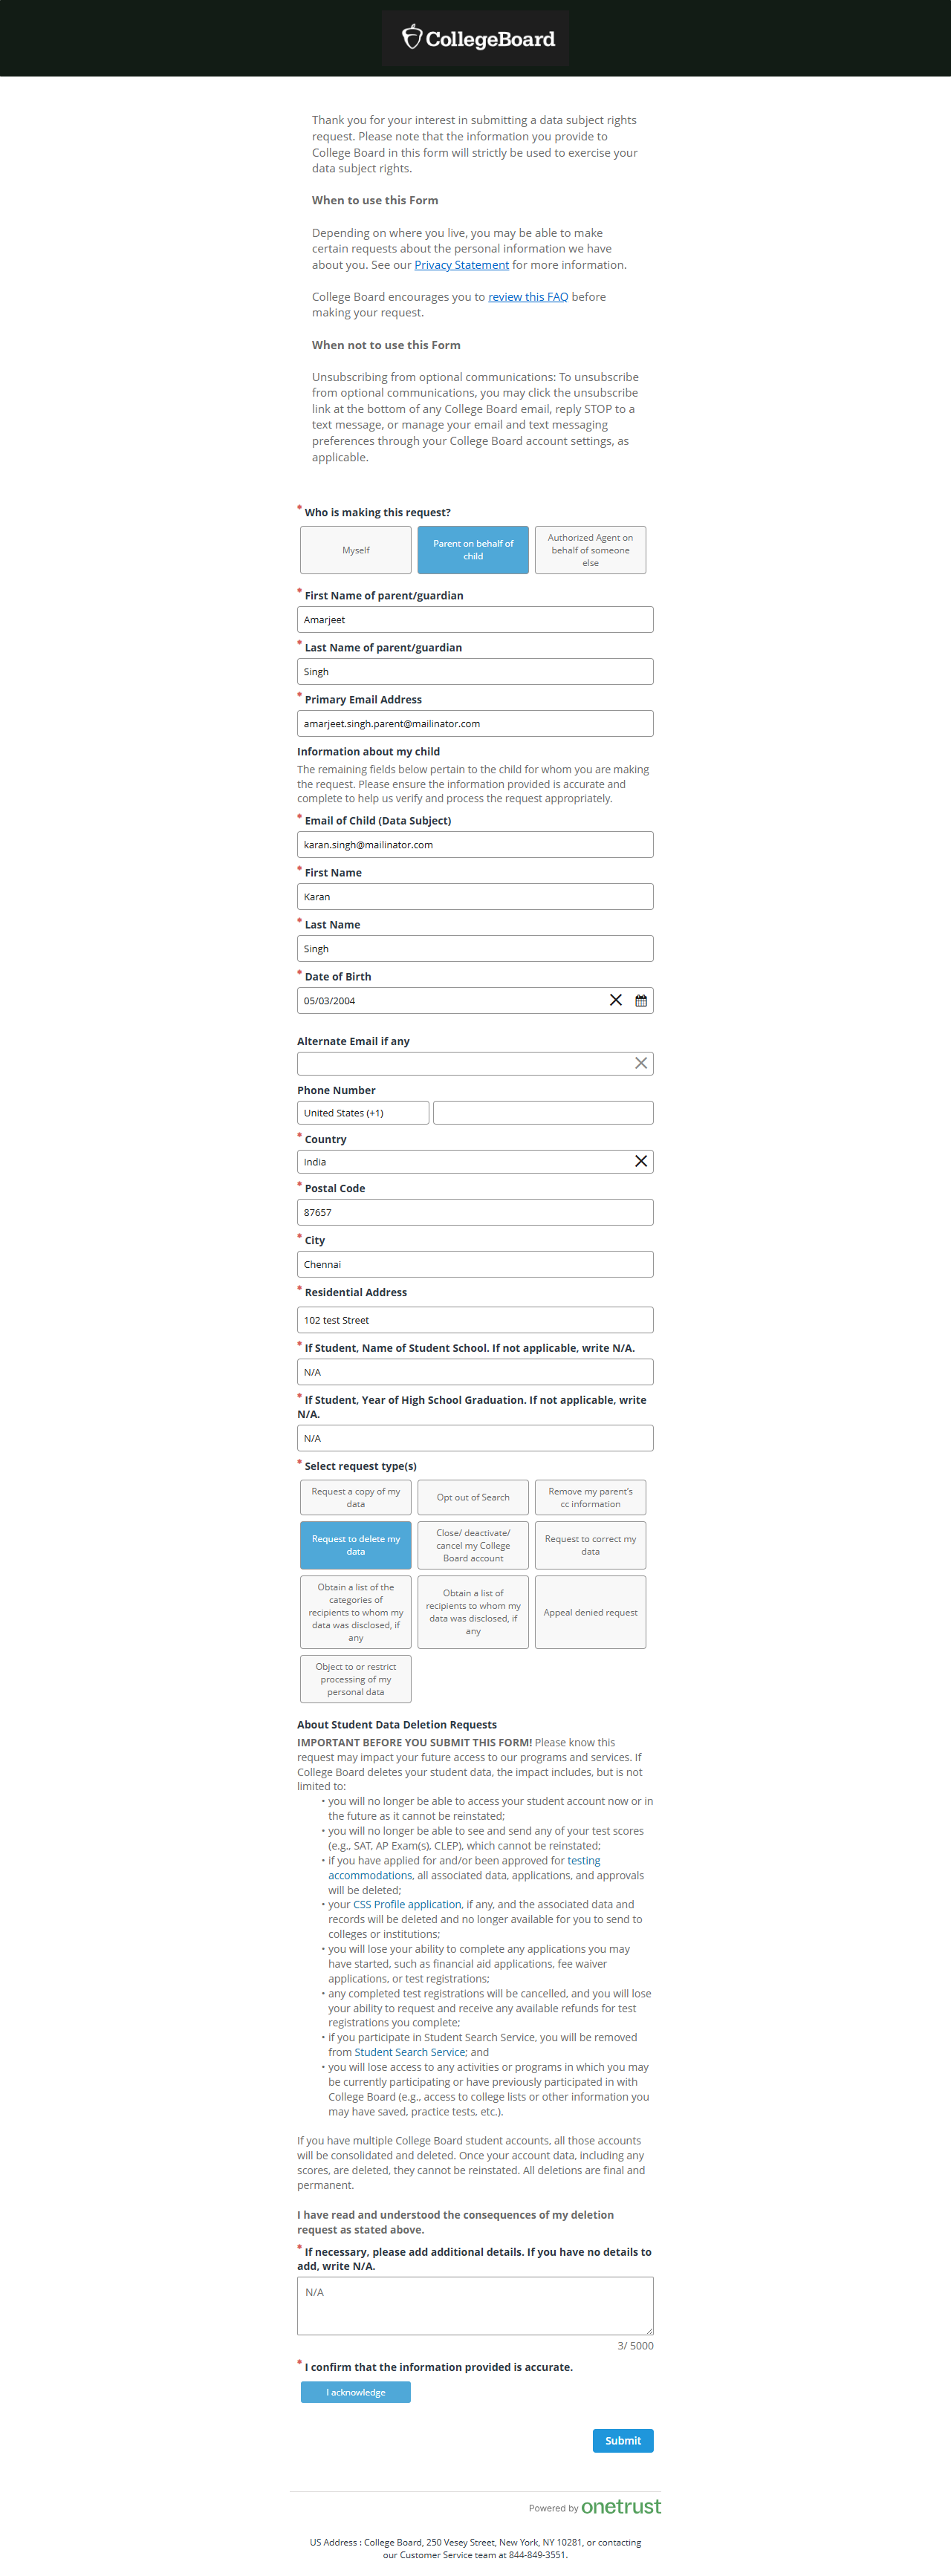 CollegeBoard
Thank you for your interest in submitting a data subject rights
request. Please note that the information you provide to
College Board in this form will strictly be used to exercise your
data subject rights.
When to use this Form
Depending on where you live, you may be able to make
certain requests about the personal information we have
about you. See our Privacy Statement for more information.
College Board encourages you to review this FAQ before
making your request.
When not to use this Form
Unsubscribing from optional communications: To unsubscribe
from optional communications, you may click the unsubscribe
link at the bottom of any College Board email, reply STOP to a
text message, or manage your email and text messaging
preferences through your College Board account settings, as
applicable.
* Who is making this request?
Myself
Parent on behalf of
child
Authorized Agent on
behalf of someone
else
* First Name of parent/guardian
Amarjeet
* Last Name of parent/guardian
Singh
* Primary Email Address
amarjeet.singh.parent@mailinator.com
Information about my child
The remaining fields below pertain to the child for whom you are making
the request. Please ensure the information provided is accurate and
complete to help us verify and process the request appropriately.
* Email of Child (Data Subject)
karan.singh@mailinator.com
* First Name
Karan
* Last Name
Singh
* Date of Birth
05/03/2004
Alternate Email if any
Phone Number
United States (+1)
* Country
India
* Postal Code
87657
* City
Chennai
* Residential Address
102 test Street
* If Student, Name of Student School. If not applicable, write N/A.
N/A
* If Student, Year of High School Graduation. If not applicable, write
N/A.
N/A
* Select request type(s)
Request a copy of my
data
Opt out of Search
Remove my parent's
cc information
Request to delete my
data
Close/ deactivate/
cancel my College
Board account
Request to correct my
data
Obtain a list of the
categories of
recipients to whom my
data was disclosed, if
any
Obtain a list of
recipients to whom my
data was disclosed, if
any
Appeal denied request
Object to or restrict
processing of my
personal data
About Student Data Deletion Requests
IMPORTANT BEFORE YOU SUBMIT THIS FORM! Please know this
request may impact your future access to our programs and services. If
College Board deletes your student data, the impact includes, but is not
limited to:
• you will no longer be able to access your student account now or in
the future as it cannot be reinstated;
• you will no longer be able to see and send any of your test scores
(e.g., SAT, AP Exam(s), CLEP), which cannot be reinstated;
• if you have applied for and/or been approved for testing
accommodations, all associated data, applications, and approvals
will be deleted;
• your CSS Profile application, if any, and the associated data and
records will be deleted and no longer available for you to send to
colleges or institutions;
• you will lose your ability to complete any applications you may
have started, such as financial aid applications, fee waiver
applications, or test registrations;
• any completed test registrations will be cancelled, and you will lose
your ability to request and receive any available refunds for test
registrations you complete;
• if you participate in Student Search Service, you will be removed
from Student Search Service; and
• you will lose access to any activities or programs in which you may
be currently participating or have previously participated in with
College Board (e.g., access to college lists or other information you
may have saved, practice tests, etc.).
If you have multiple College Board student accounts, all those accounts
will be consolidated and deleted. Once your account data, including any
scores, are deleted, they cannot be reinstated. All deletions are final and
permanent.
I have read and understood the consequences of my deletion
request as stated above.
* If necessary, please add additional details. If you have no details to
add, write N/A.
N/A
3/ 5000
* I confirm that the information provided is accurate.
I acknowledge
Submit
Powered by onetrust
US Address : College Board, 250 Vesey Street, New York, NY 10281, or contacting
our Customer Service team at 844-849-3551.